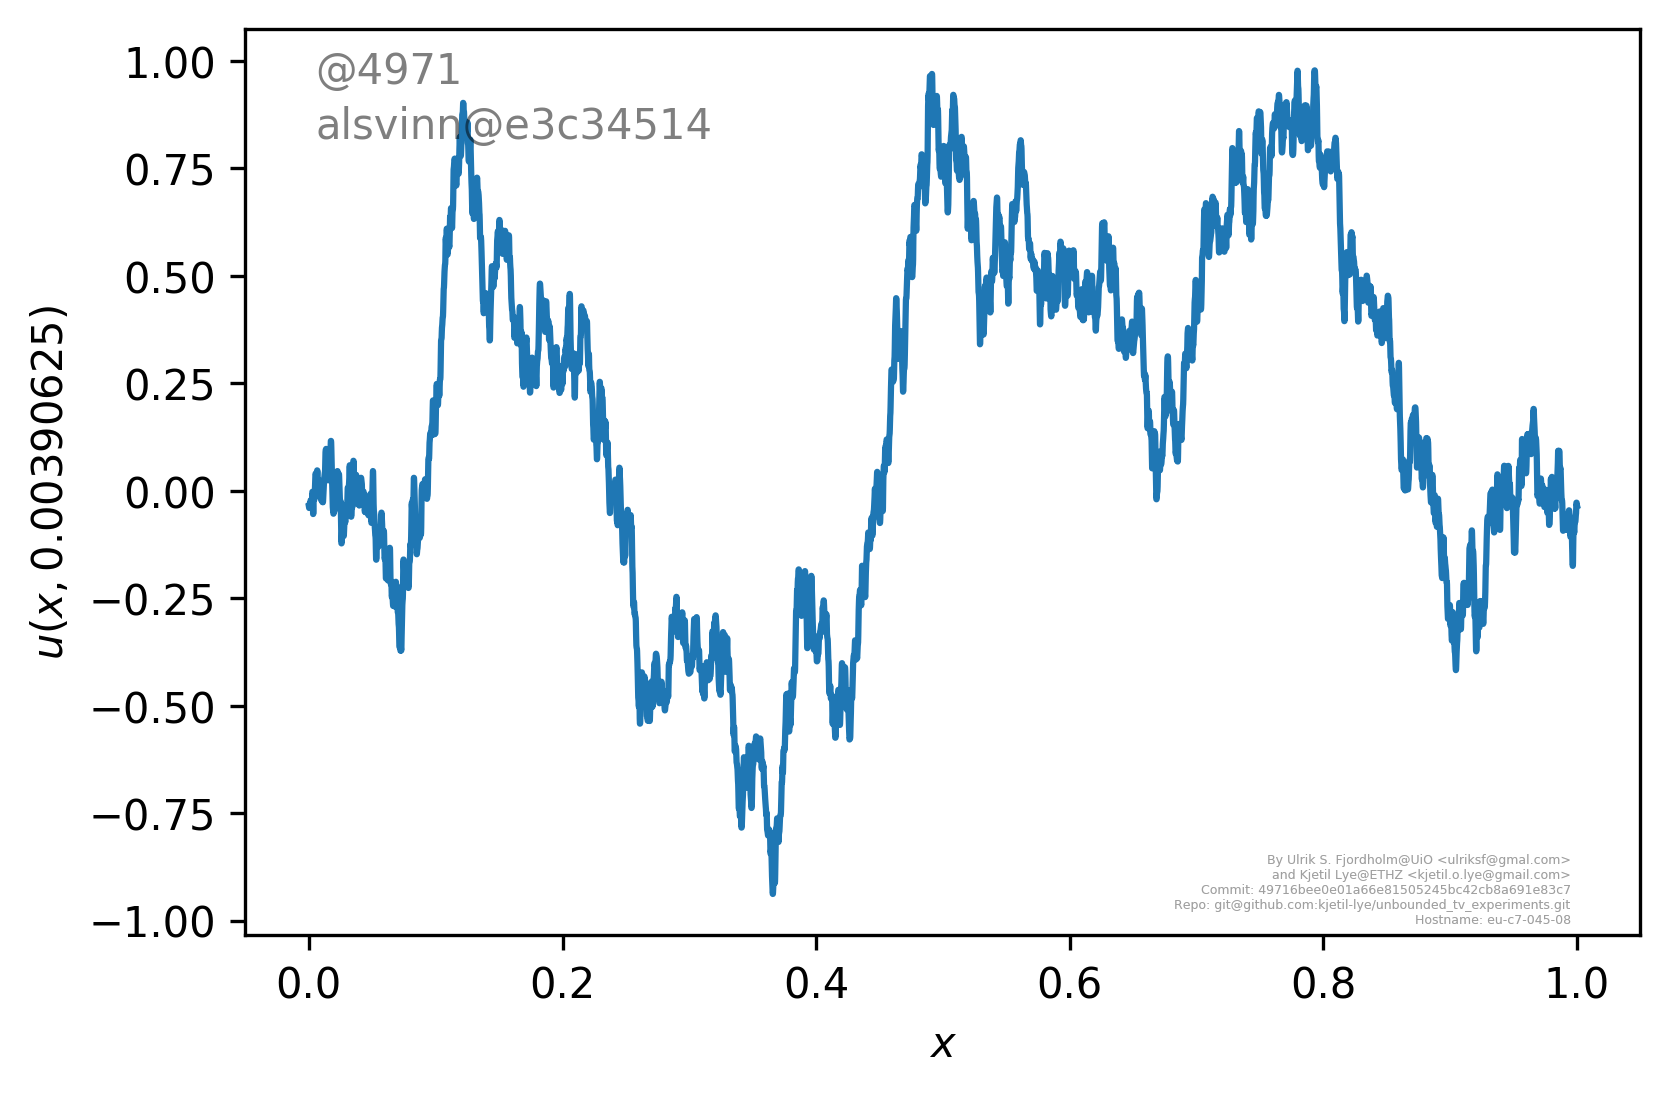 @4971
alsvinn@e3c34514
1.00
0.75
0.50
0.25
0.00
−0.25
−0.50
−0.75
−1.00
u(x, 0.00390625)
By Ulrik S. Fjordholm@UiO <ulriksf@gmal.com>
and Kjetil Lye@ETHZ <kjetil.o.lye@gmail.com>
Commit: 49716bee0e01a66e81505245bc42cb8a691e83c7
Repo: git@github.com:kjetil-lye/unbounded_tv_experiments.git
Hostname: eu-c7-045-08
0.0 0.2 0.4 0.6 0.8 1.0
x